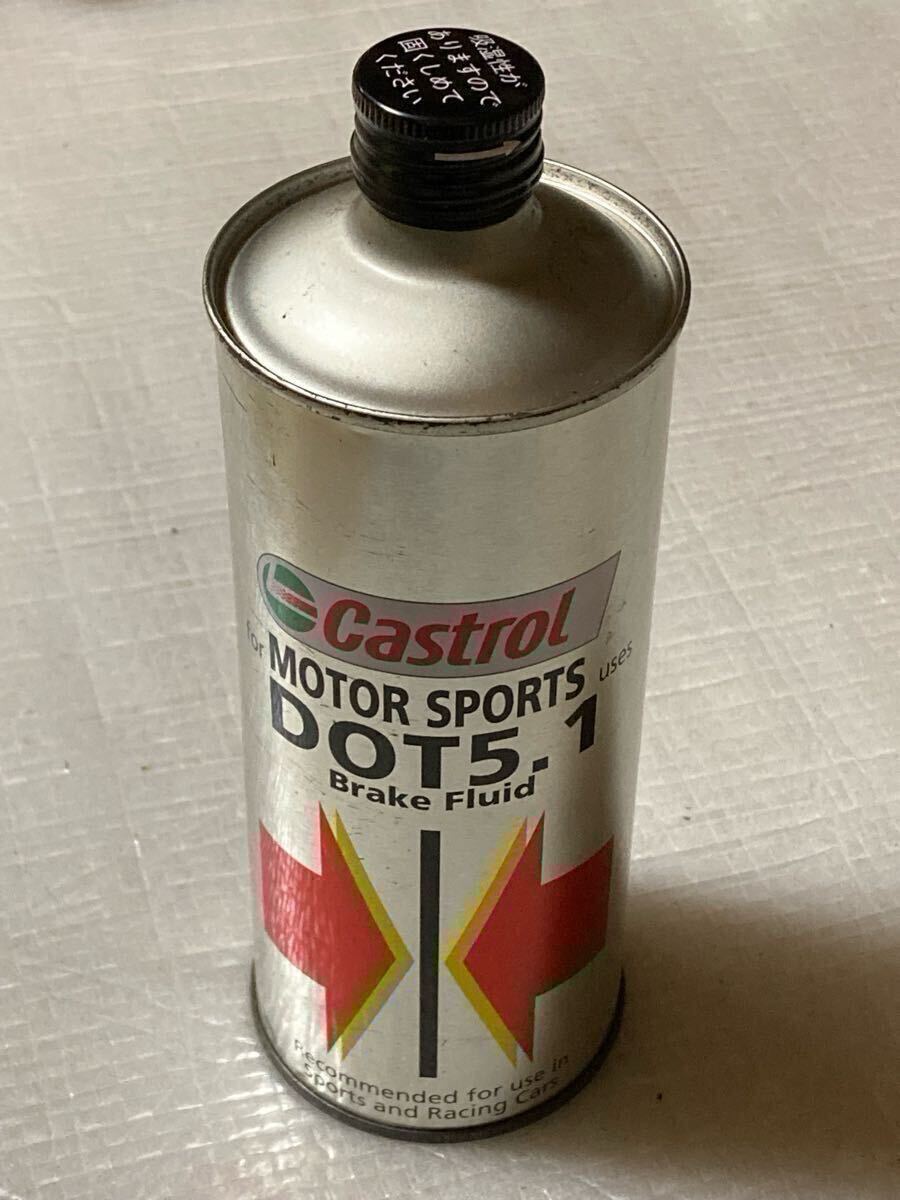 吸湿性が
ありますので
固くしめて
ください
Castrol
for MOTOR SPORTS uses
DOT5.1
Brake Fluid
Recommended for use in
Sports and Racing Cars